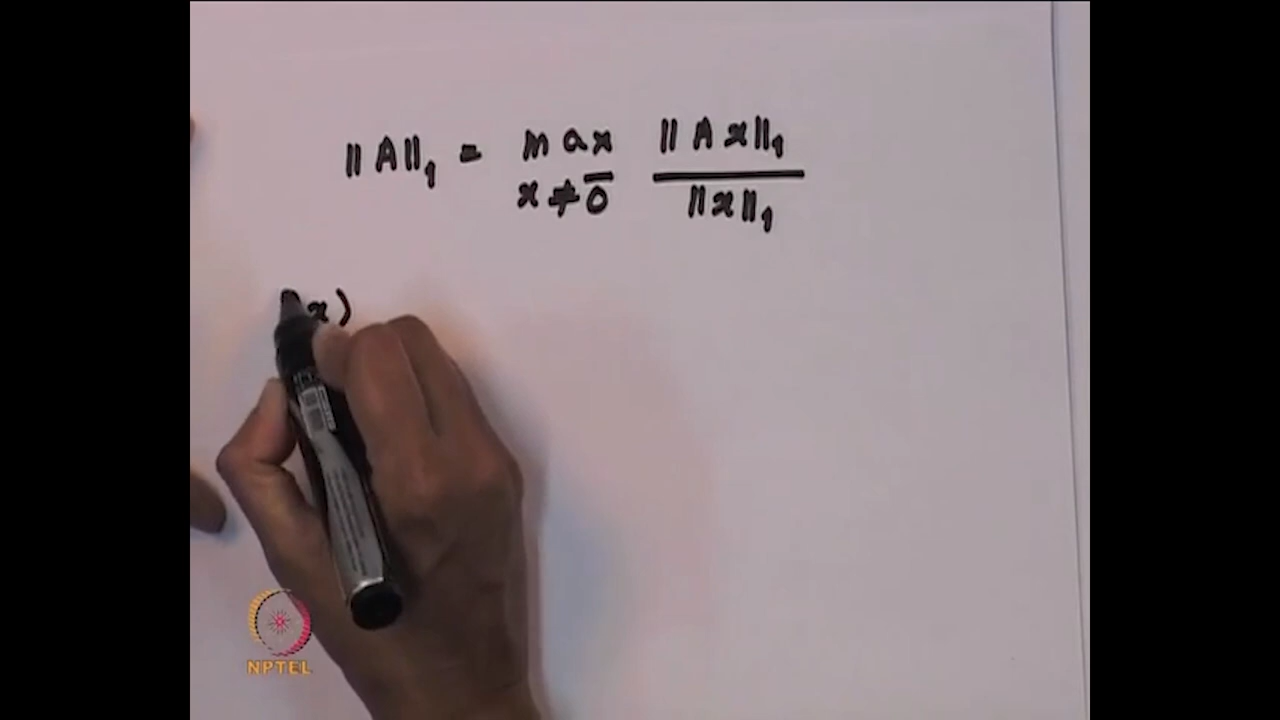 ‖A‖₁ = max ‖Ax‖₁
x ≠ 0̅ ‖x‖₁
x)
NPTEL